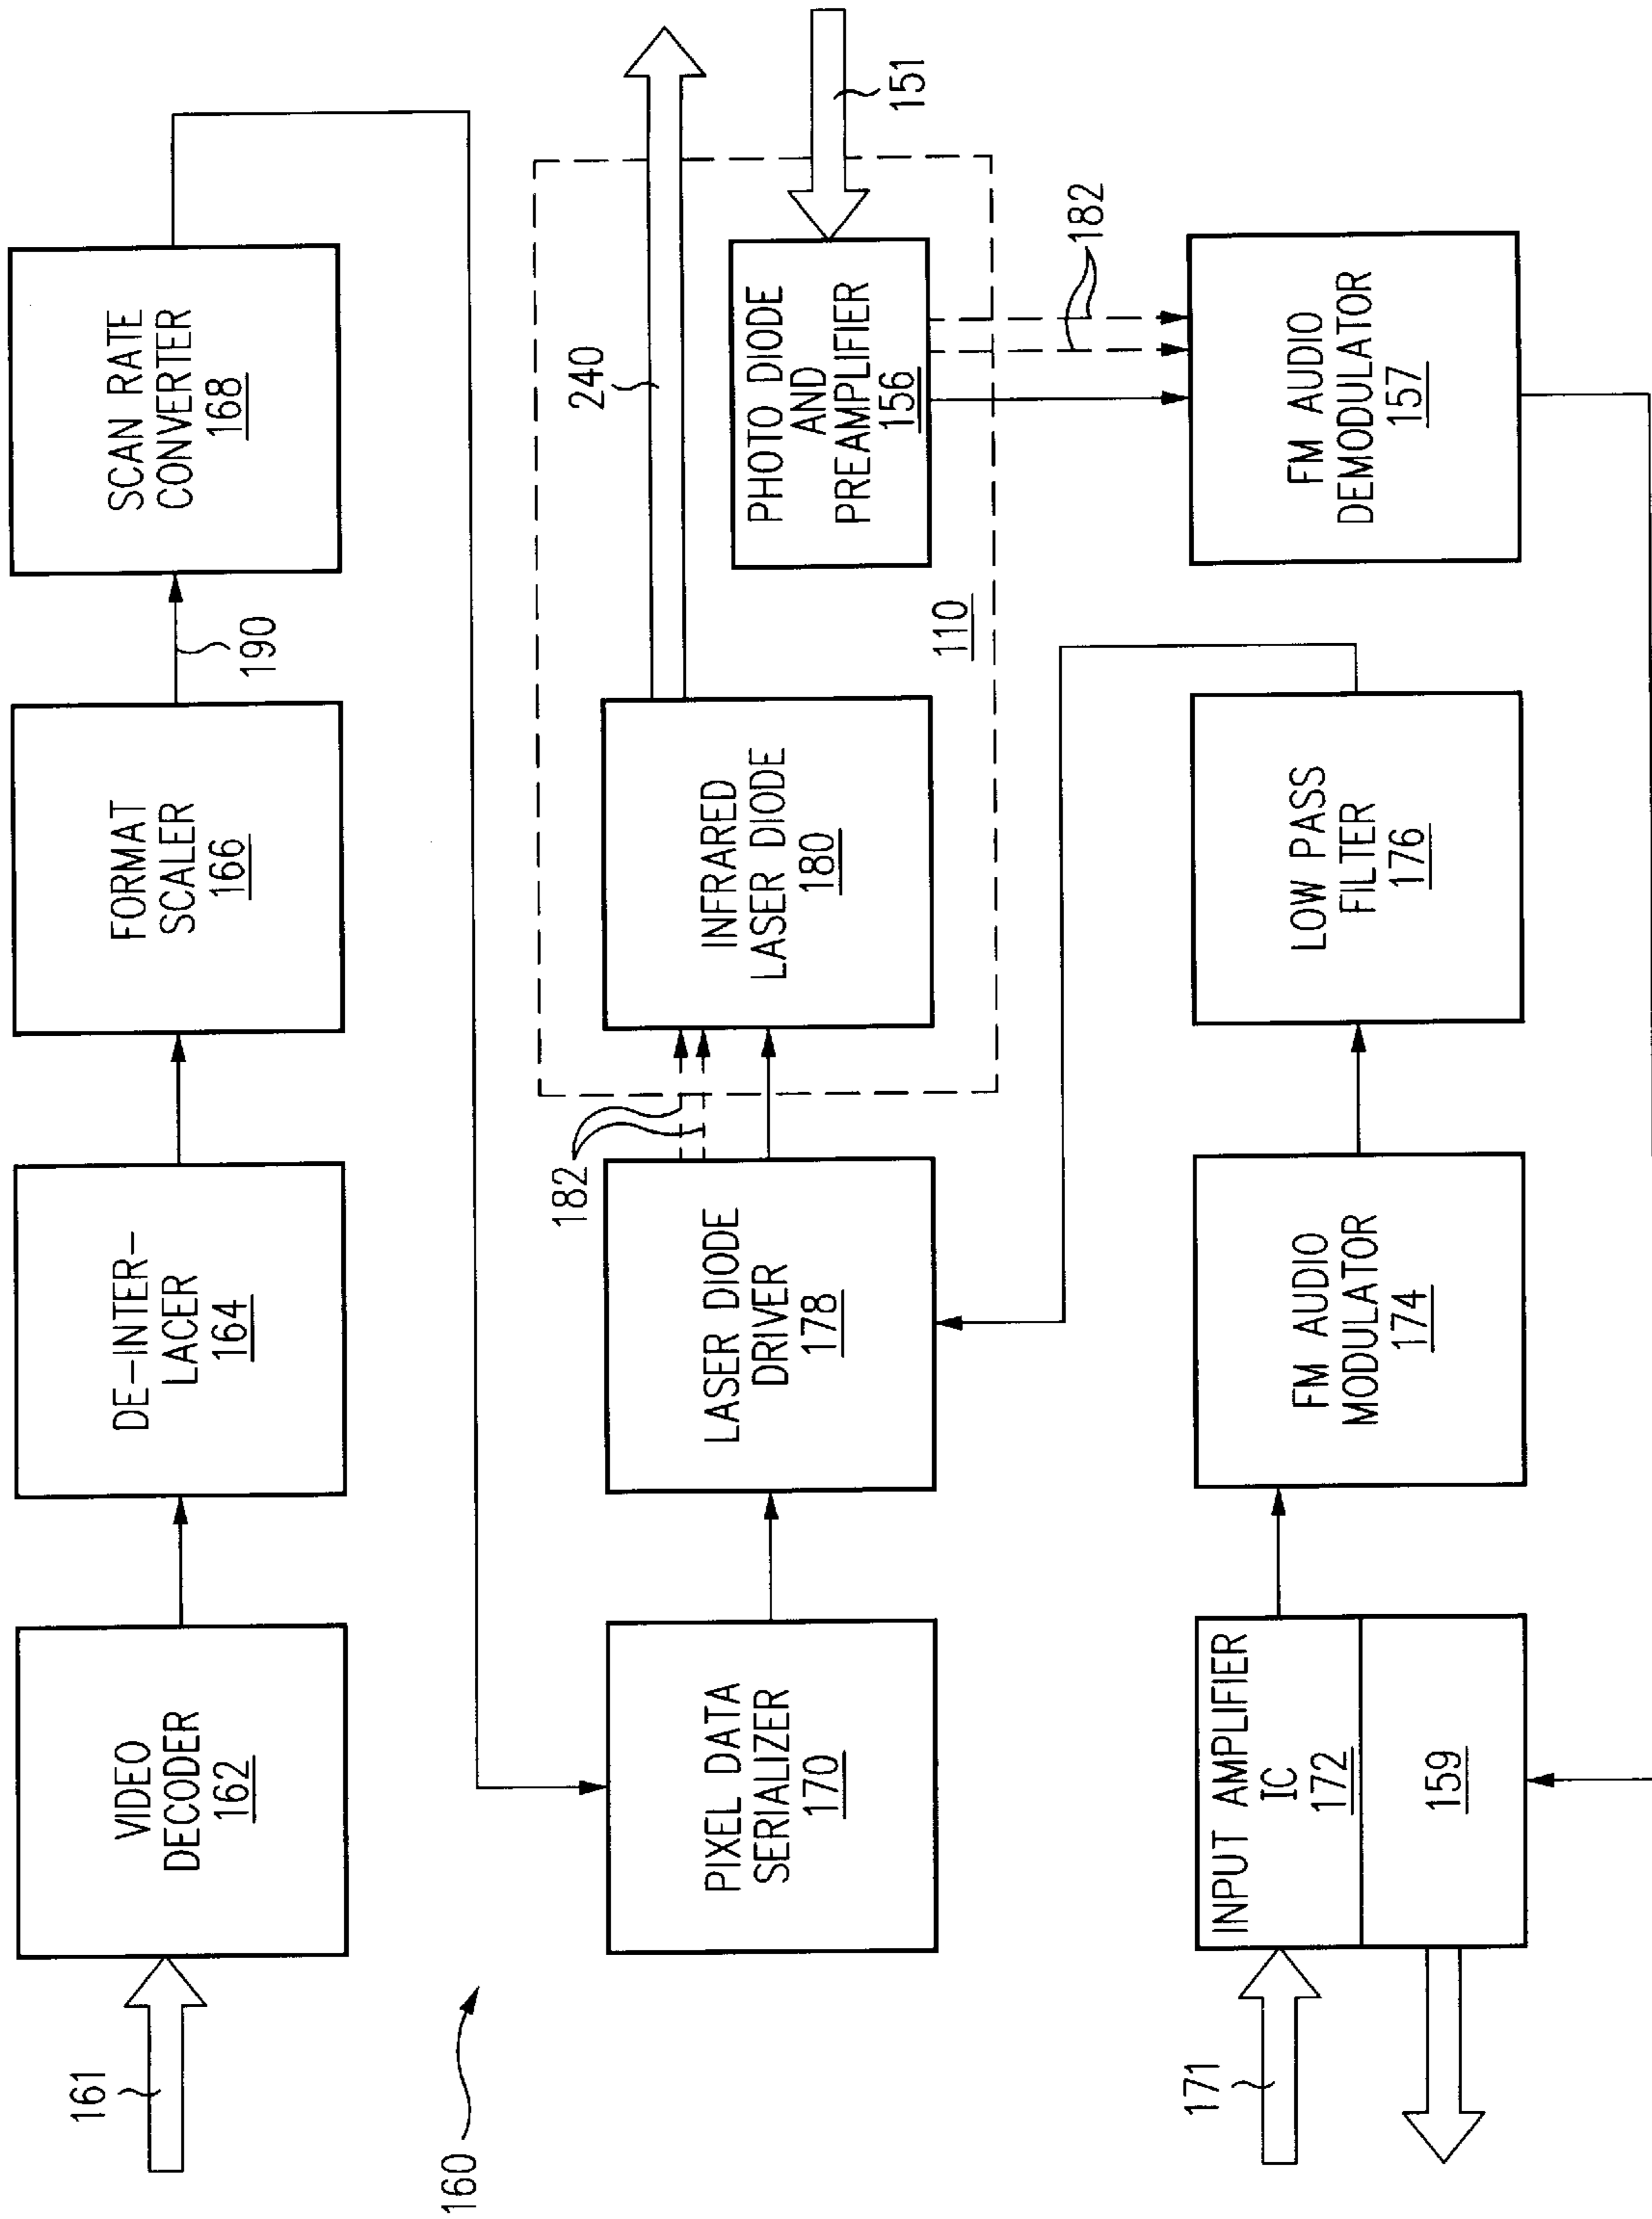 161
VIDEO
DECODER
162
DE-INTER-
LACER
164
FORMAT
SCALER
166
190
SCAN RATE
CONVERTER
168
160
PIXEL DATA
SERIALIZER
170
LASER DIODE
DRIVER
178
182
INFRARED
LASER DIODE
180
240
PHOTO DIODE
AND
PREAMPLIFIER
156
151
110
182
171
INPUT AMPLIFIER
IC
172
159
FM AUDIO
MODULATOR
174
LOW PASS
FILTER
176
FM AUDIO
DEMODULATOR
157